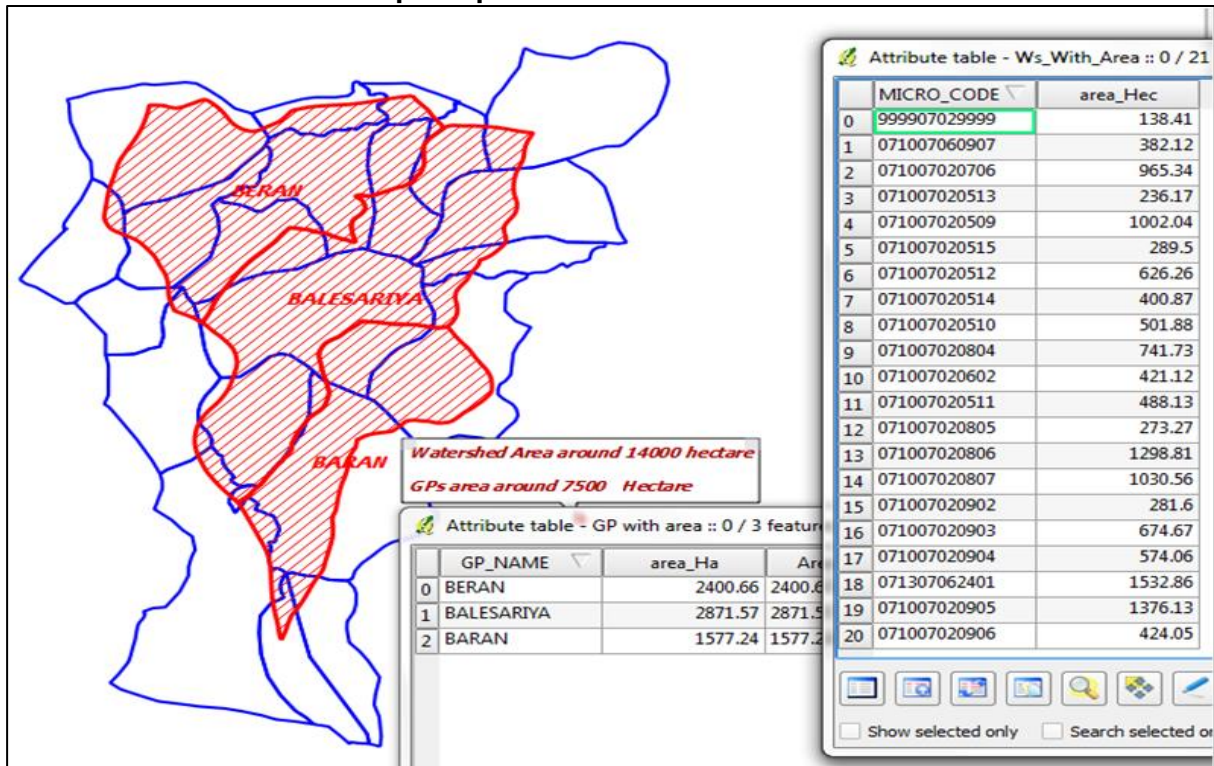 BERAN
BALESARIYA
BARAN
Watershed Area around 14000 hectare
GPs area around 7500 Hectare
Attribute table - GP with area :: 0 / 3 feature
GP_NAME area_Ha Are
0 BERAN 2400.66 2400.6
1 BALESARIYA 2871.57 2871.5
2 BARAN 1577.24 1577.2
Attribute table - Ws_With_Area :: 0 / 21
MICRO_CODE area_Hec
0 999907029999 138.41
1 071007060907 382.12
2 071007020706 965.34
3 071007020513 236.17
4 071007020509 1002.04
5 071007020515 289.5
6 071007020512 626.26
7 071007020514 400.87
8 071007020510 501.88
9 071007020804 741.73
10 071007020602 421.12
11 071007020511 488.13
12 071007020805 273.27
13 071007020806 1298.81
14 071007020807 1030.56
15 071007020902 281.6
16 071007020903 674.67
17 071007020904 574.06
18 071307062401 1532.86
19 071007020905 1376.13
20 071007020906 424.05
Show selected only Search selected